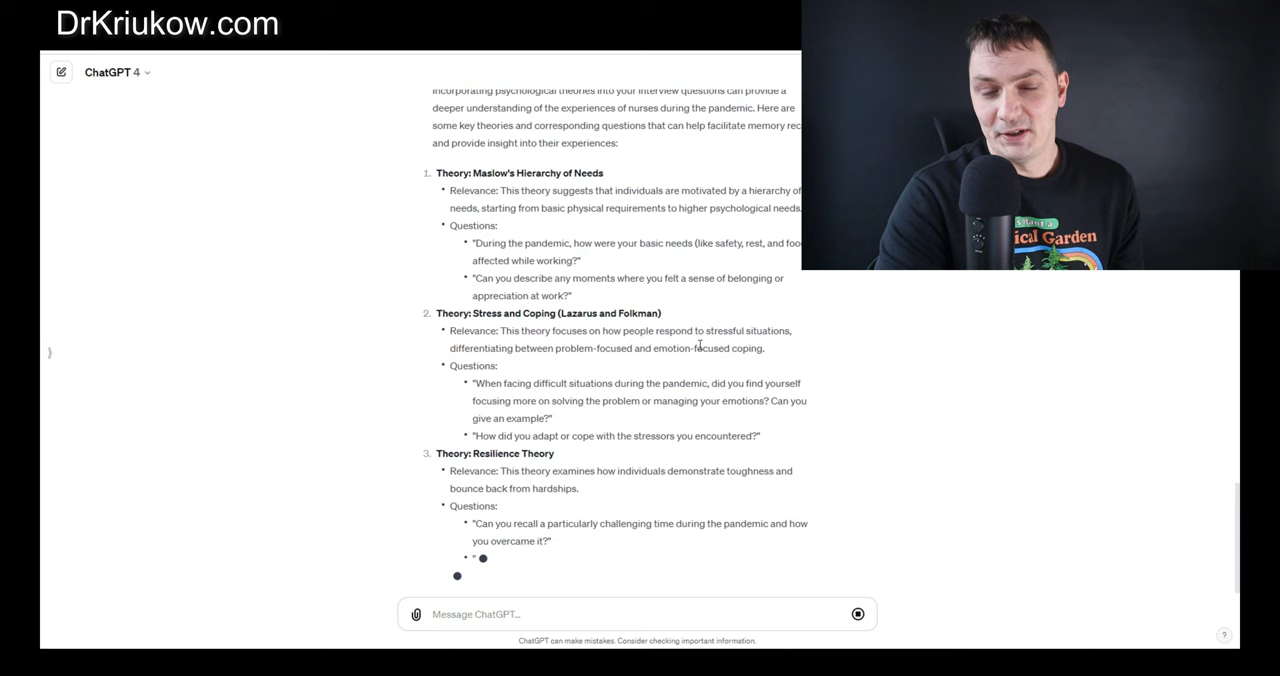 DrKriukow.com
ChatGPT 4
Incorporating psychological theories into your interview questions can provide a
deeper understanding of the experiences of nurses during the pandemic. Here are
some key theories and corresponding questions that can help facilitate memory rec
and provide insight into their experiences:
1. Theory: Maslow's Hierarchy of Needs
• Relevance: This theory suggests that individuals are motivated by a hierarchy of
needs, starting from basic physical requirements to higher psychological needs.
• Questions:
• "During the pandemic, how were your basic needs (like safety, rest, and foo
affected while working?"
• "Can you describe any moments where you felt a sense of belonging or
appreciation at work?"
2. Theory: Stress and Coping (Lazarus and Folkman)
• Relevance: This theory focuses on how people respond to stressful situations,
differentiating between problem-focused and emotion-focused coping.
• Questions:
• "When facing difficult situations during the pandemic, did you find yourself
focusing more on solving the problem or managing your emotions? Can you
give an example?"
• "How did you adapt or cope with the stressors you encountered?"
3. Theory: Resilience Theory
• Relevance: This theory examines how individuals demonstrate toughness and
bounce back from hardships.
• Questions:
• "Can you recall a particularly challenging time during the pandemic and how
you overcame it?"
• "
Message ChatGPT...
ChatGPT can make mistakes. Consider checking important information.
?
ical Garden